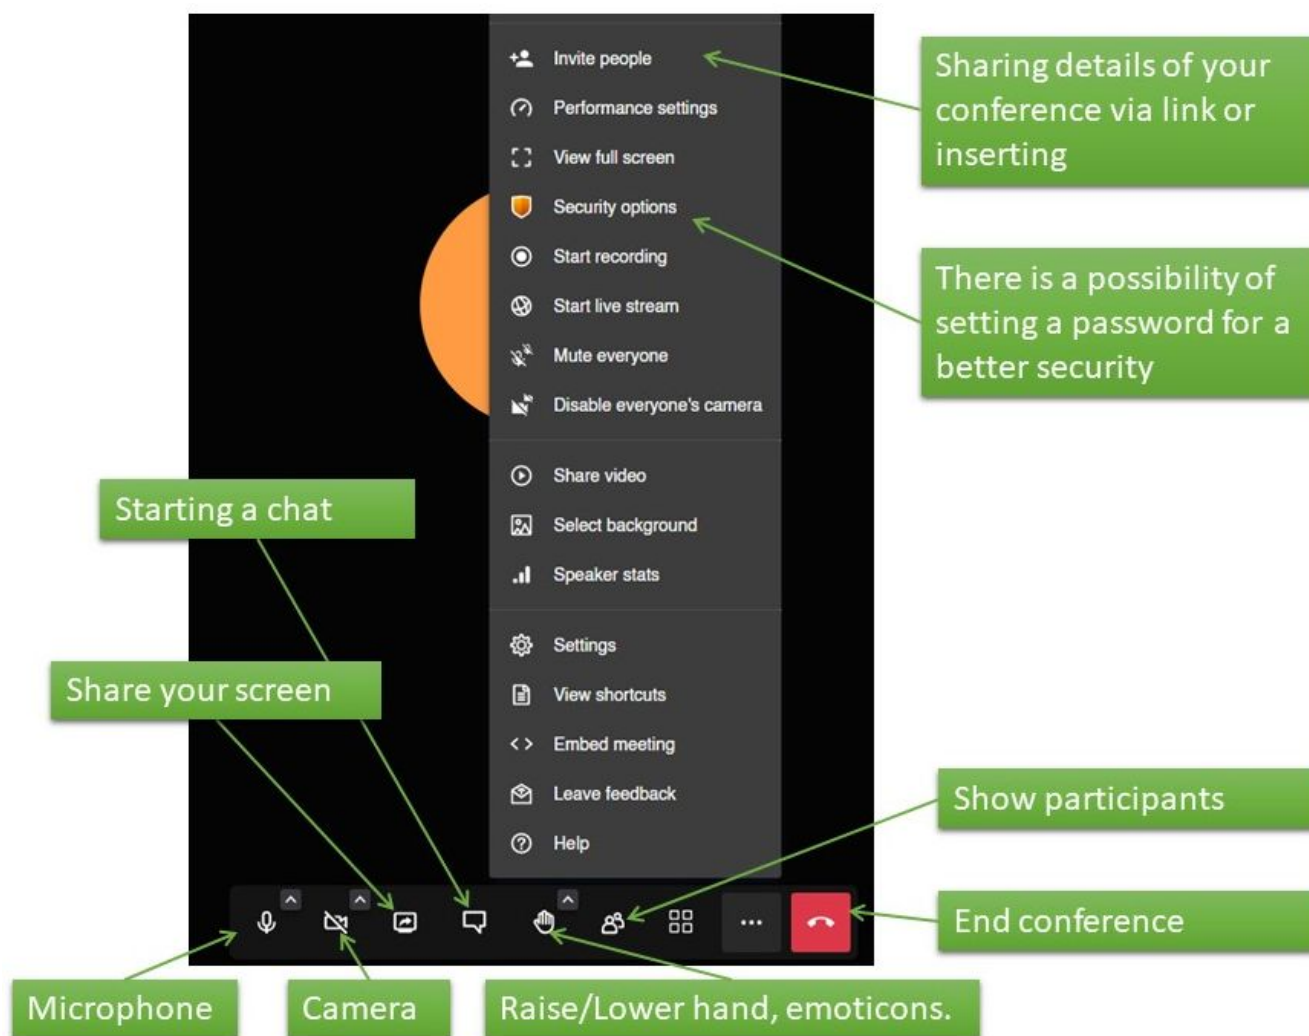 Invite people
Performance settings
View full screen
Security options
Start recording
Start live stream
Mute everyone
Disable everyone's camera
Share video
Select background
Speaker stats
Settings
View shortcuts
Embed meeting
Leave feedback
Help
Sharing details of your
conference via link or
inserting
There is a possibility of
setting a password for a
better security
Starting a chat
Share your screen
Show participants
End conference
Microphone
Camera
Raise/Lower hand, emoticons.